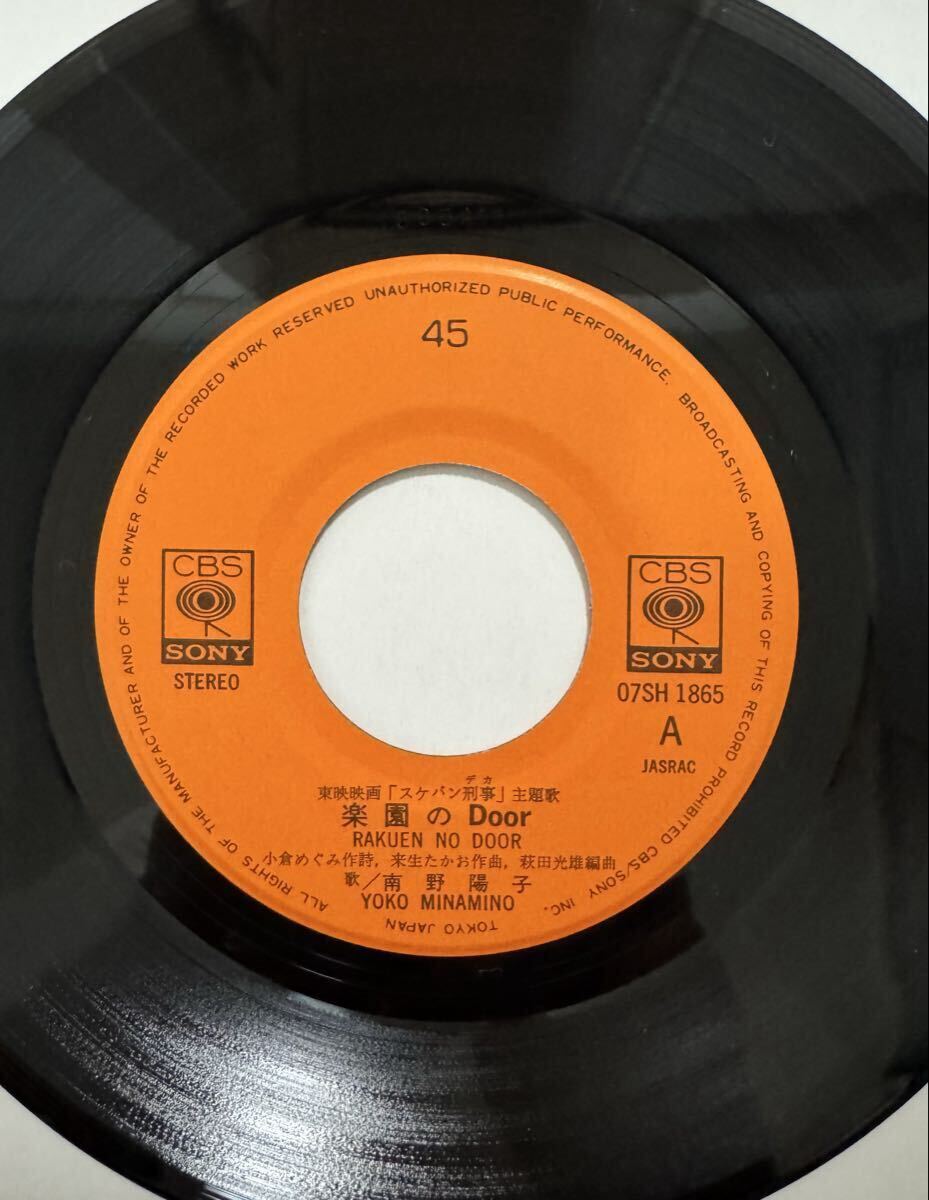 ALL RIGHTS OF THE MANUFACTURER AND OF THE OWNER OF THE RECORDED WORK RESERVED UNAUTHORIZED PUBLIC PERFORMANCE. BROADCASTING AND COPYING OF THIS RECORD PROHIBITED CBS/SONY INC.
TOKYO JAPAN
45
CBS
SONY
STEREO
CBS
SONY
07SH 1865
A
JASRAC
デカ
東映映画「スケバン刑事」主題歌
楽園のDoor
RAKUEN NO DOOR
小倉めぐみ作詩, 来生たかお作曲, 萩田光雄編曲
歌/南野陽子
YOKO MINAMINO